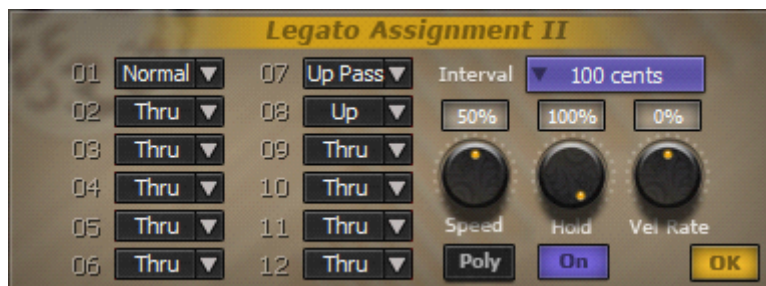 Legato Assignment II
01 Normal 07 Up Pass Interval 100 cents
02 Thru 08 Up 50% 100% 0%
03 Thru 09 Thru
04 Thru 10 Thru
05 Thru 11 Thru Speed Hold Vel Rate
06 Thru 12 Thru Poly On OK